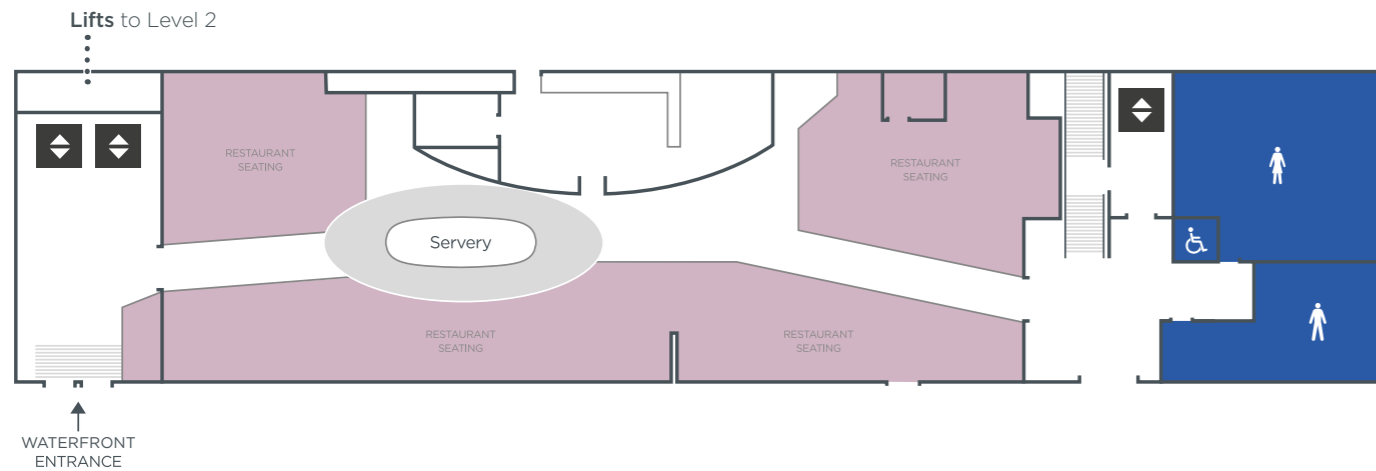 Lifts to Level 2
RESTAURANT
SEATING
RESTAURANT
SEATING
Servery
RESTAURANT
SEATING
RESTAURANT
SEATING
WATERFRONT
ENTRANCE